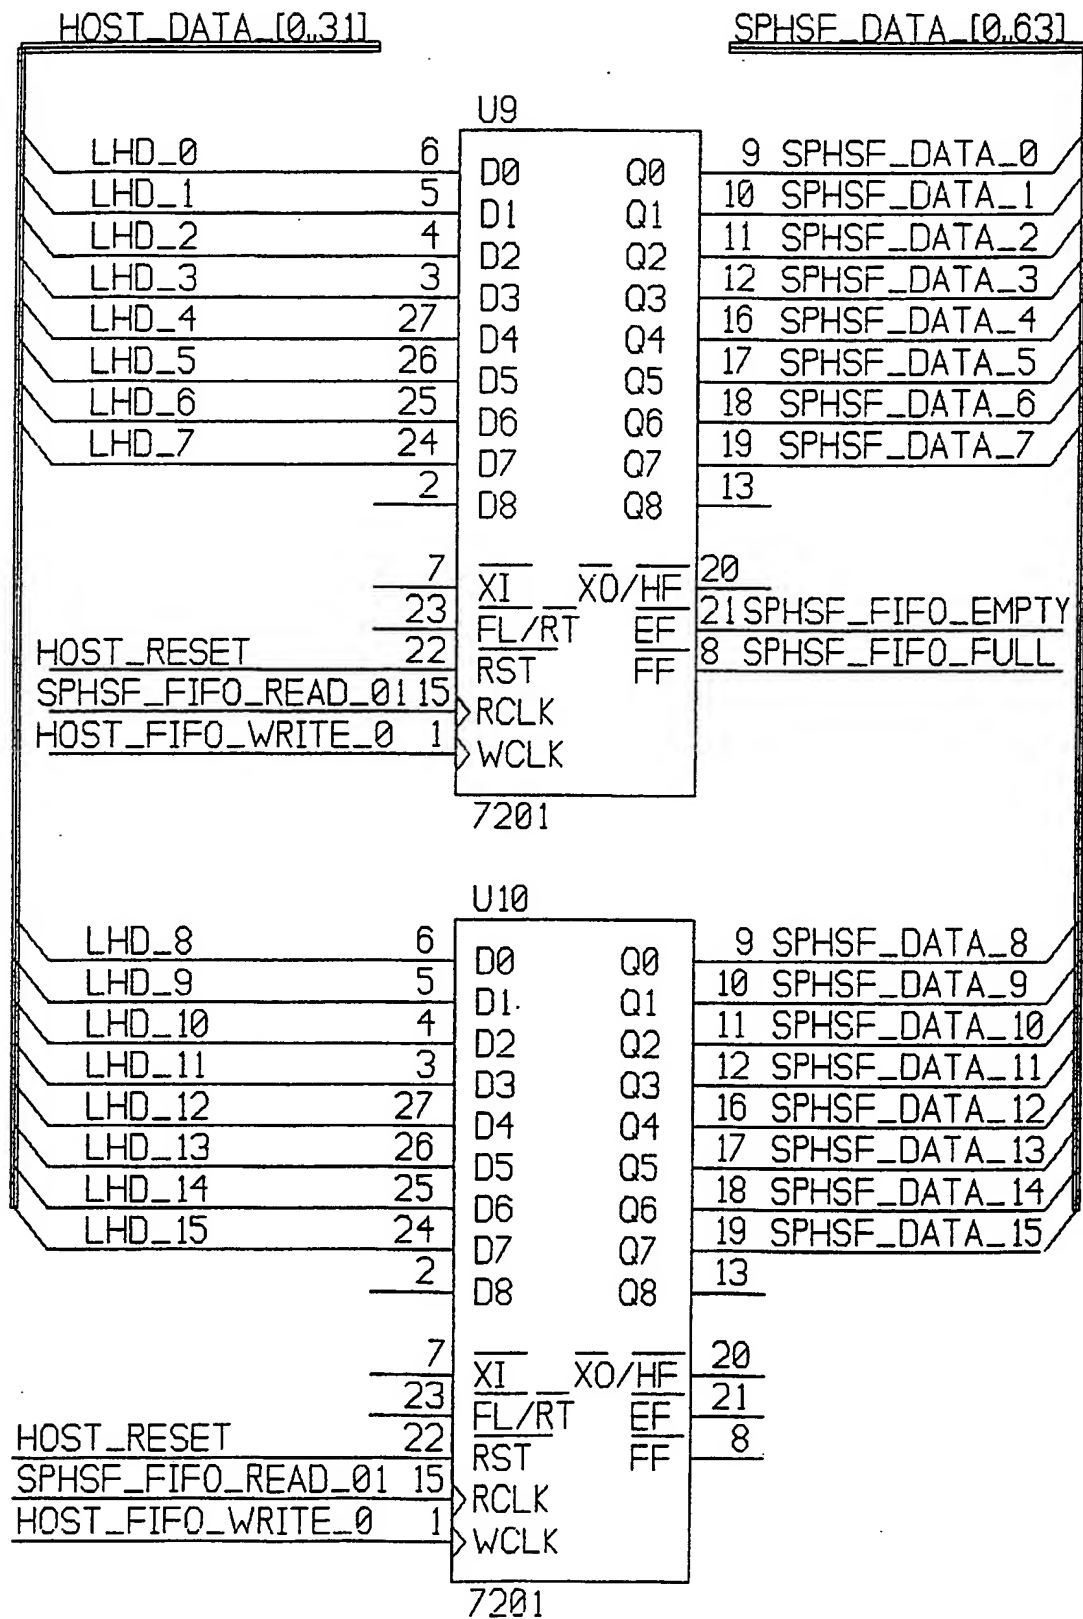 HOST_DATA_[0..31] SPHSF_DATA_[0..63]
U9
LHD_0 6 D0 Q0 9 SPHSF_DATA_0
LHD_1 5 D1 Q1 10 SPHSF_DATA_1
LHD_2 4 D2 Q2 11 SPHSF_DATA_2
LHD_3 3 D3 Q3 12 SPHSF_DATA_3
LHD_4 27 D4 Q4 16 SPHSF_DATA_4
LHD_5 26 D5 Q5 17 SPHSF_DATA_5
LHD_6 25 D6 Q6 18 SPHSF_DATA_6
LHD_7 24 D7 Q7 19 SPHSF_DATA_7
2 D8 Q8 13
7 XI XO/HF 20
23 FL/RT EF 21 SPHSF_FIFO_EMPTY
HOST_RESET 22 RST FF 8 SPHSF_FIFO_FULL
SPHSF_FIFO_READ_01 15 RCLK
HOST_FIFO_WRITE_0 1 WCLK
7201
U10
LHD_8 6 D0 Q0 9 SPHSF_DATA_8
LHD_9 5 D1 Q1 10 SPHSF_DATA_9
LHD_10 4 D2 Q2 11 SPHSF_DATA_10
LHD_11 3 D3 Q3 12 SPHSF_DATA_11
LHD_12 27 D4 Q4 16 SPHSF_DATA_12
LHD_13 26 D5 Q5 17 SPHSF_DATA_13
LHD_14 25 D6 Q6 18 SPHSF_DATA_14
LHD_15 24 D7 Q7 19 SPHSF_DATA_15
2 D8 Q8 13
7 XI XO/HF 20
23 FL/RT EF 21
HOST_RESET 22 RST FF 8
SPHSF_FIFO_READ_01 15 RCLK
HOST_FIFO_WRITE_0 1 WCLK
7201